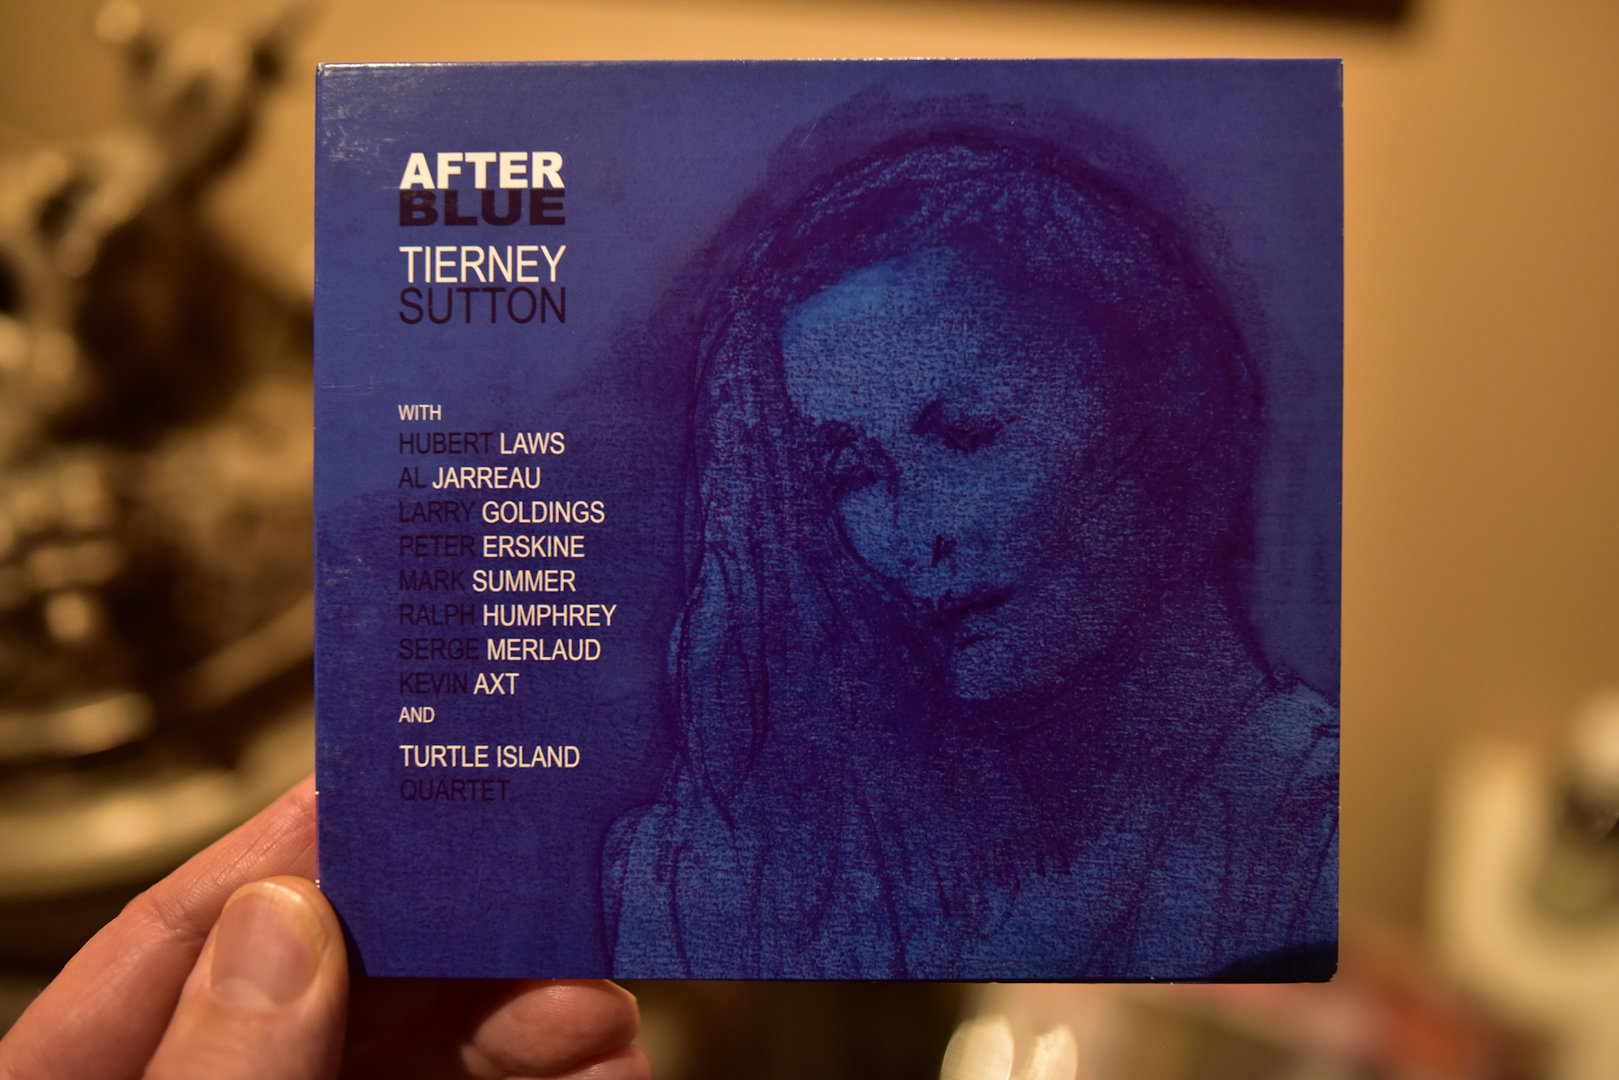 AFTER
BLUE
TIERNEY
SUTTON
WITH
HUBERT LAWS
AL JARREAU
LARRY GOLDINGS
PETER ERSKINE
MARK SUMMER
RALPH HUMPHREY
SERGE MERLAUD
KEVIN AXT
AND
TURTLE ISLAND
QUARTET